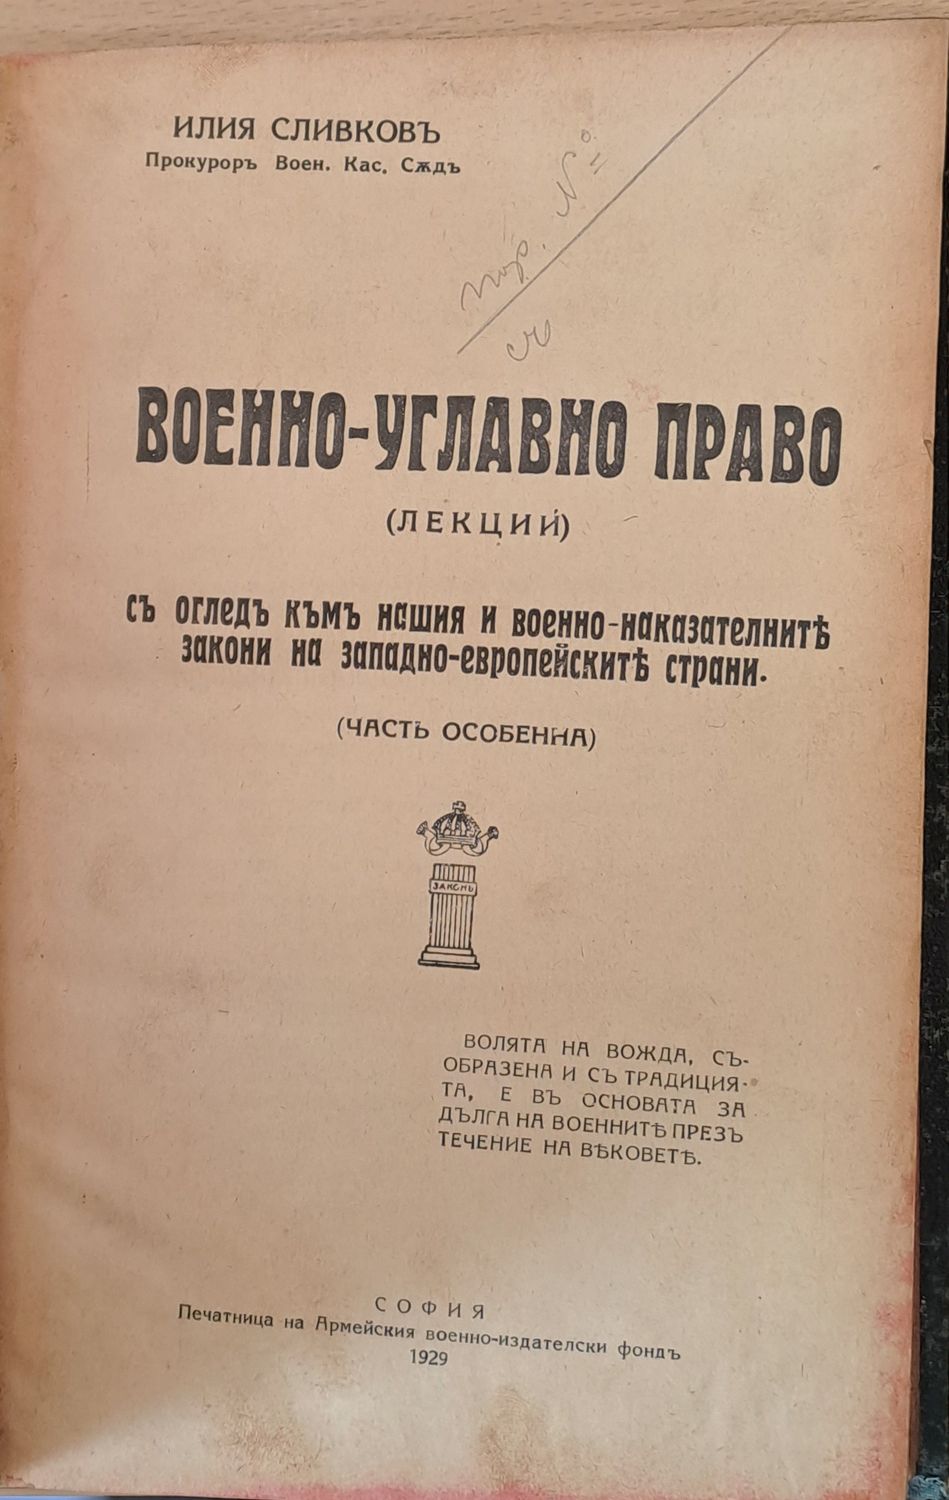 ИЛИЯ СЛИВКОВЪ
Прокуроръ Воен. Кас. Сѫдъ
№
ВОЕННО-УГЛАВНО ПРАВО
(ЛЕКЦИИ)
съ огледъ към̀ъ нашия и военно-наказателнитѣ
закони на западно-европейскитѣ страни.
(ЧАСТЬ ОСОБЕННА)
ЗАКОНЪ
ВОЛЯТА НА ВОЖДА, СЪ-
ОБРАЗЕНА И СЪ ТРАДИЦИЯ-
ТА, Е ВЪ ОСНОВАТА ЗА
ДЪЛГА НА ВОЕННИТѢ ПРЕЗЪ
ТЕЧЕНИЕ НА ВѢКОВЕТѢ.
СОФИЯ
Печатница на Армейския военно-издателски фондъ
1929